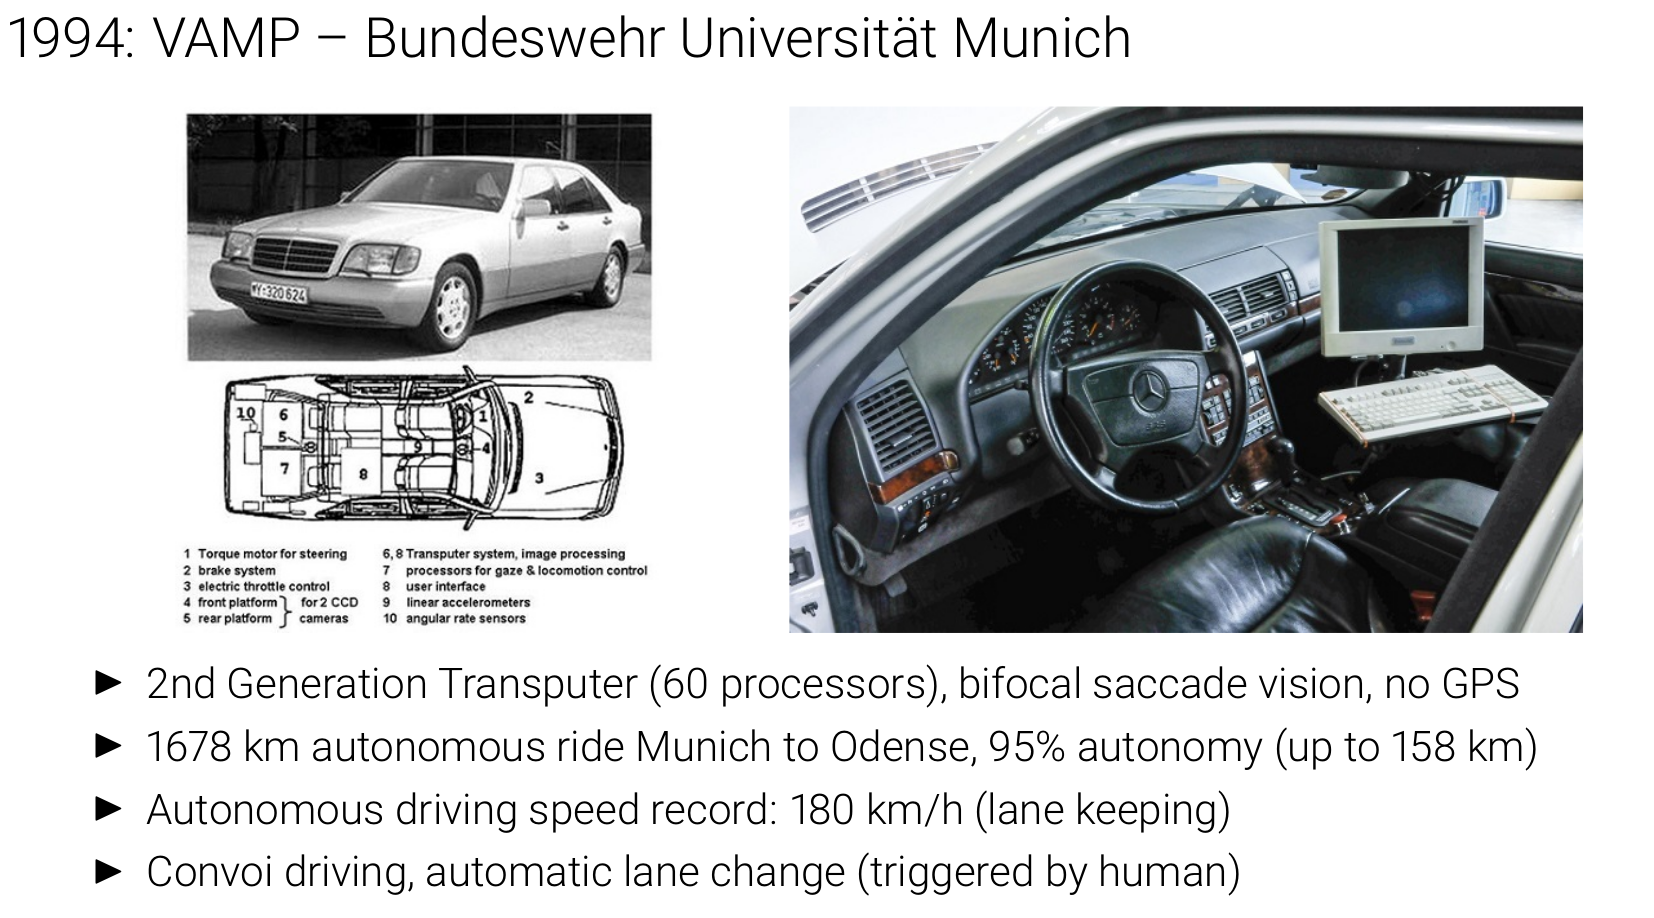 1994: VAMP – Bundeswehr Universität Munich
WY-320 624
10 6 5 7 8 9 1 4 2 3
1 Torque motor for steering
2 brake system
3 electric throttle control
4 front platform } for 2 CCD
5 rear platform } cameras
6,8 Transputer system, image processing
7 processors for gaze & locomotion control
8 user interface
9 linear accelerometers
10 angular rate sensors
► 2nd Generation Transputer (60 processors), bifocal saccade vision, no GPS
► 1678 km autonomous ride Munich to Odense, 95% autonomy (up to 158 km)
► Autonomous driving speed record: 180 km/h (lane keeping)
► Convoi driving, automatic lane change (triggered by human)